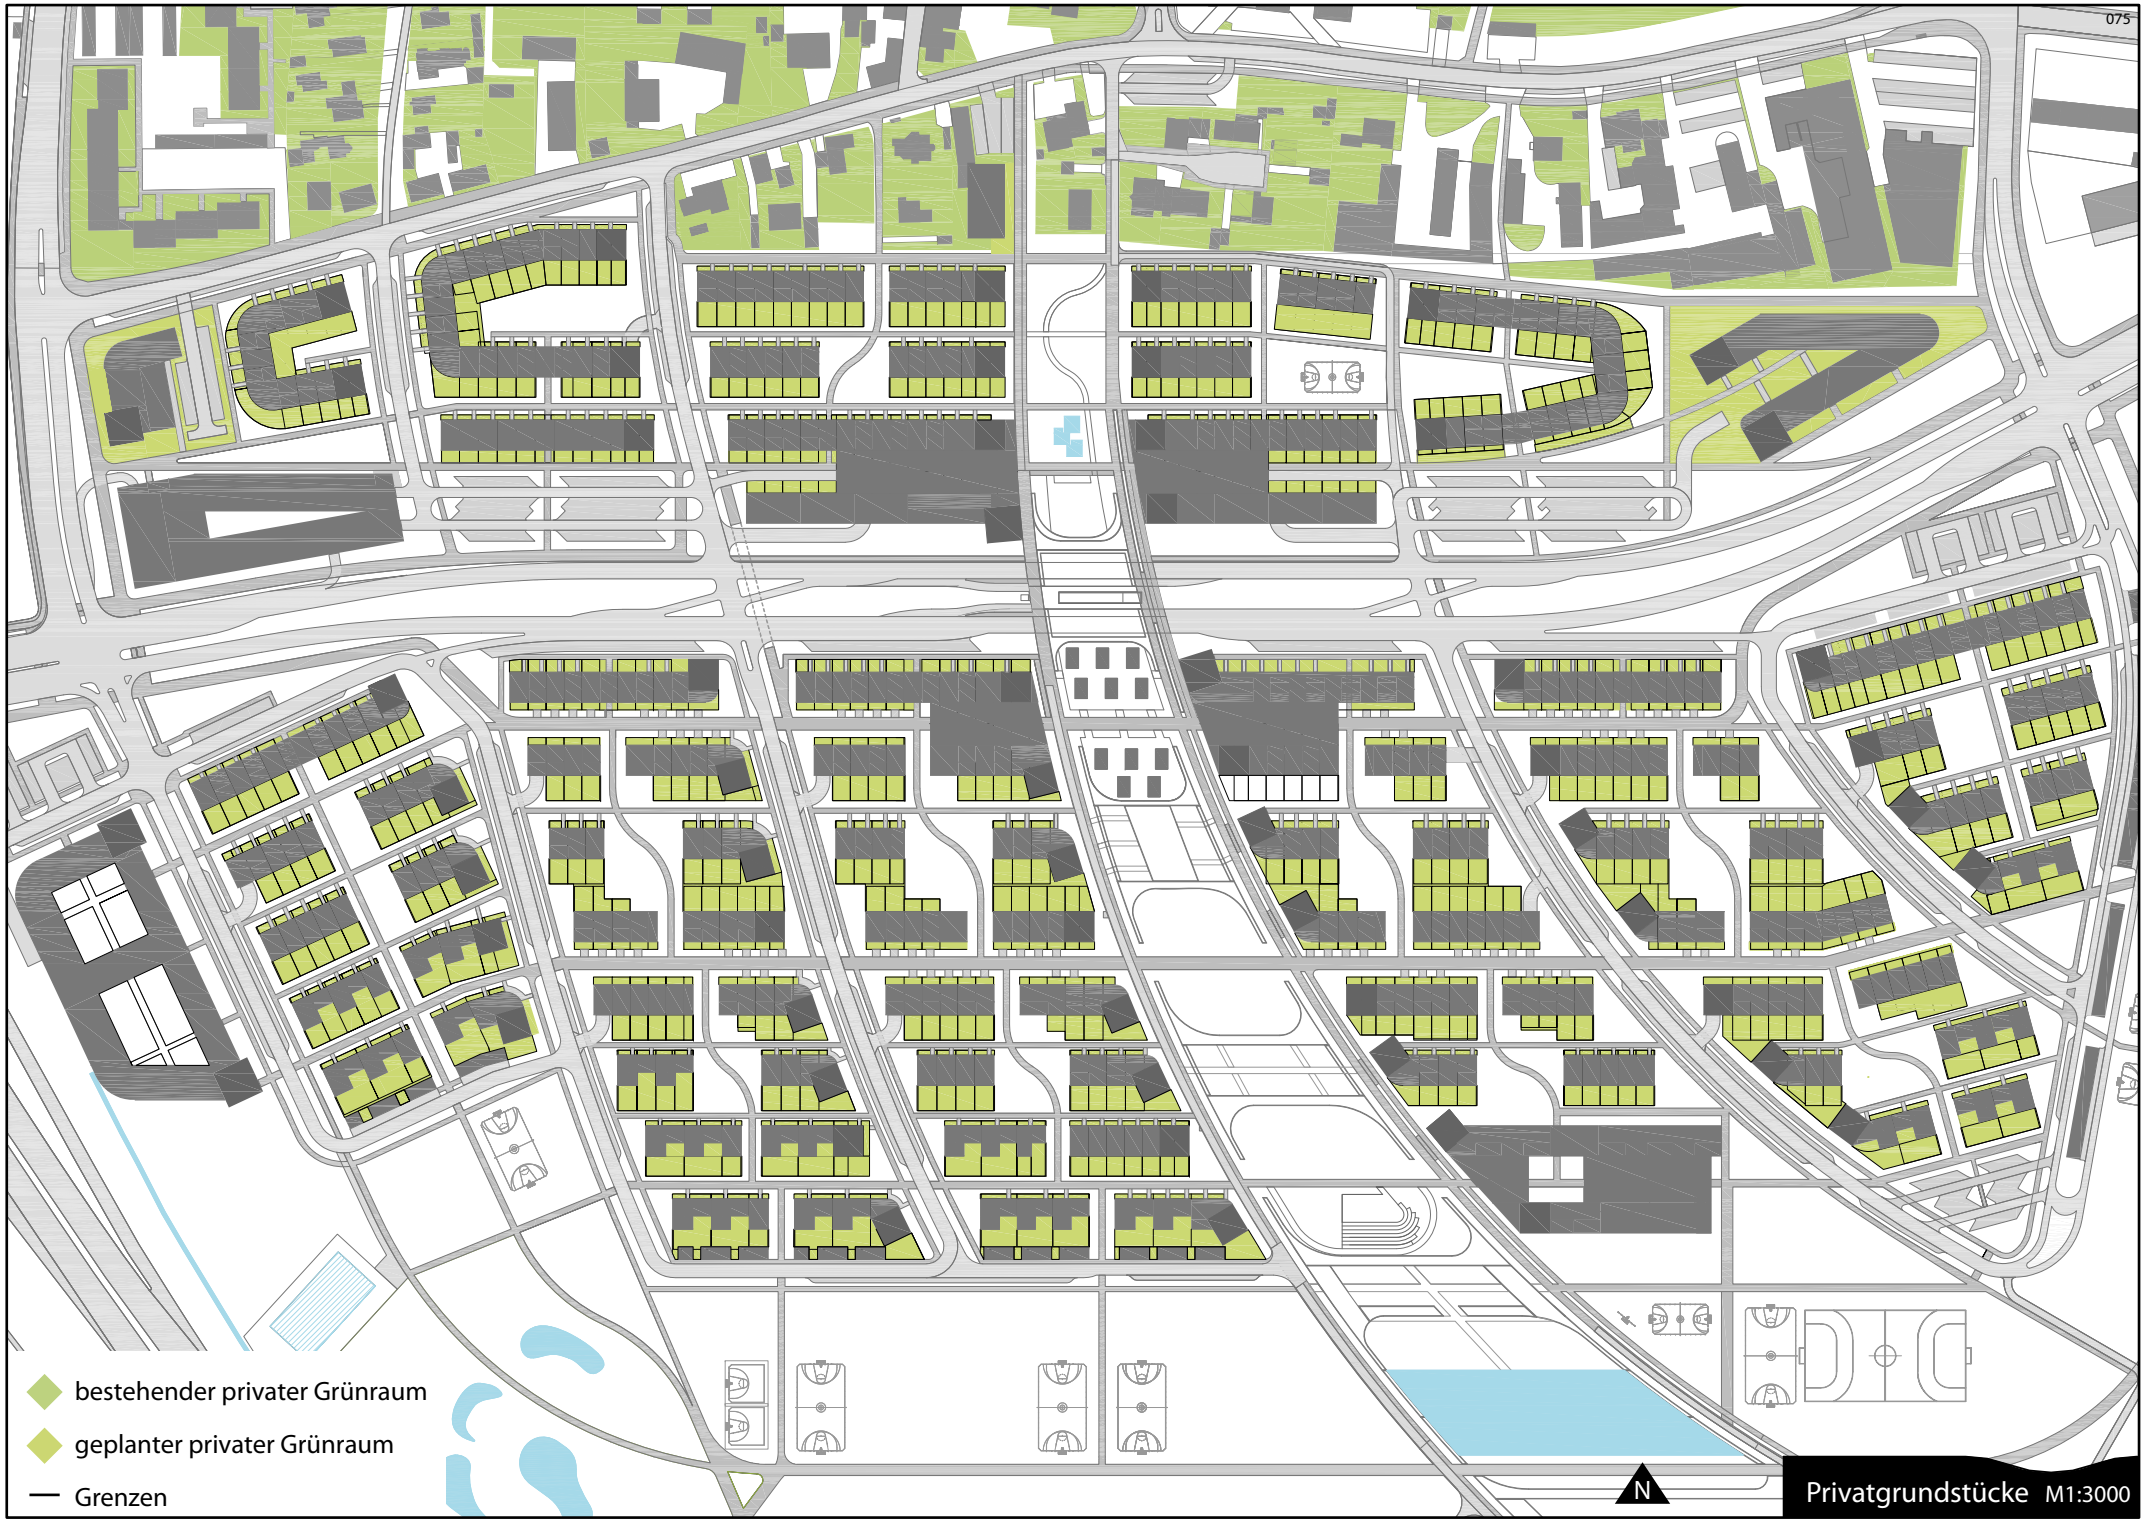 075
bestehender privater Grünraum
geplanter privater Grünraum
Grenzen
N
Privatgrundstücke M1:3000